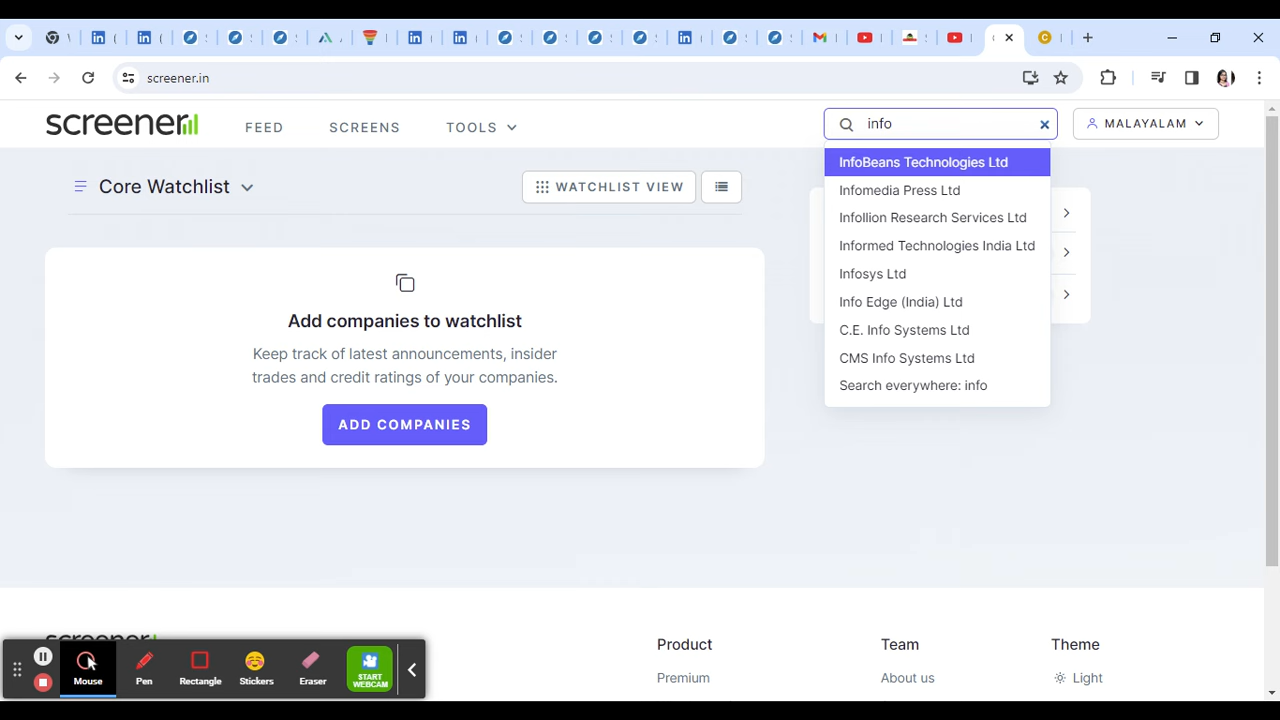 screener.in
screener
FEED
SCREENS
TOOLS
info
MALAYALAM
Core Watchlist
WATCHLIST VIEW
InfoBeans Technologies Ltd
Infomedia Press Ltd
Infollion Research Services Ltd
Informed Technologies India Ltd
Infosys Ltd
Info Edge (India) Ltd
C.E. Info Systems Ltd
CMS Info Systems Ltd
Search everywhere: info
Add companies to watchlist
Keep track of latest announcements, insider
trades and credit ratings of your companies.
ADD COMPANIES
screener
Product
Team
Theme
Premium
About us
Light
Mouse
Pen
Rectangle
Stickers
Eraser
START
WEBCAM